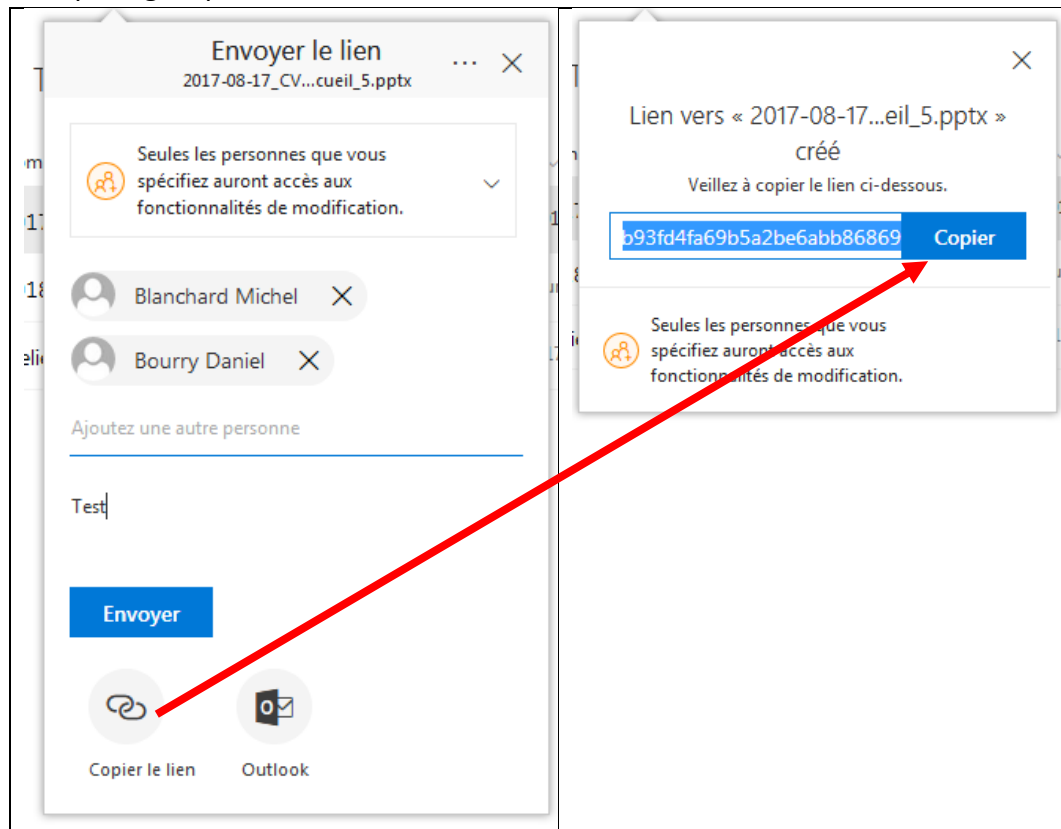 Envoyer le lien
2017-08-17_CV...cueil_5.pptx
Seules les personnes que vous
spécifiez auront accès aux
fonctionnalités de modification.
Blanchard Michel
Bourry Daniel
Ajoutez une autre personne
Test
Envoyer
Copier le lien
Outlook
Lien vers « 2017-08-17...eil_5.pptx »
créé
Veillez à copier le lien ci-dessous.
b93fd4fa69b5a2be6abb86869
Copier
Seules les personnes que vous
spécifiez auront accès aux
fonctionnalités de modification.